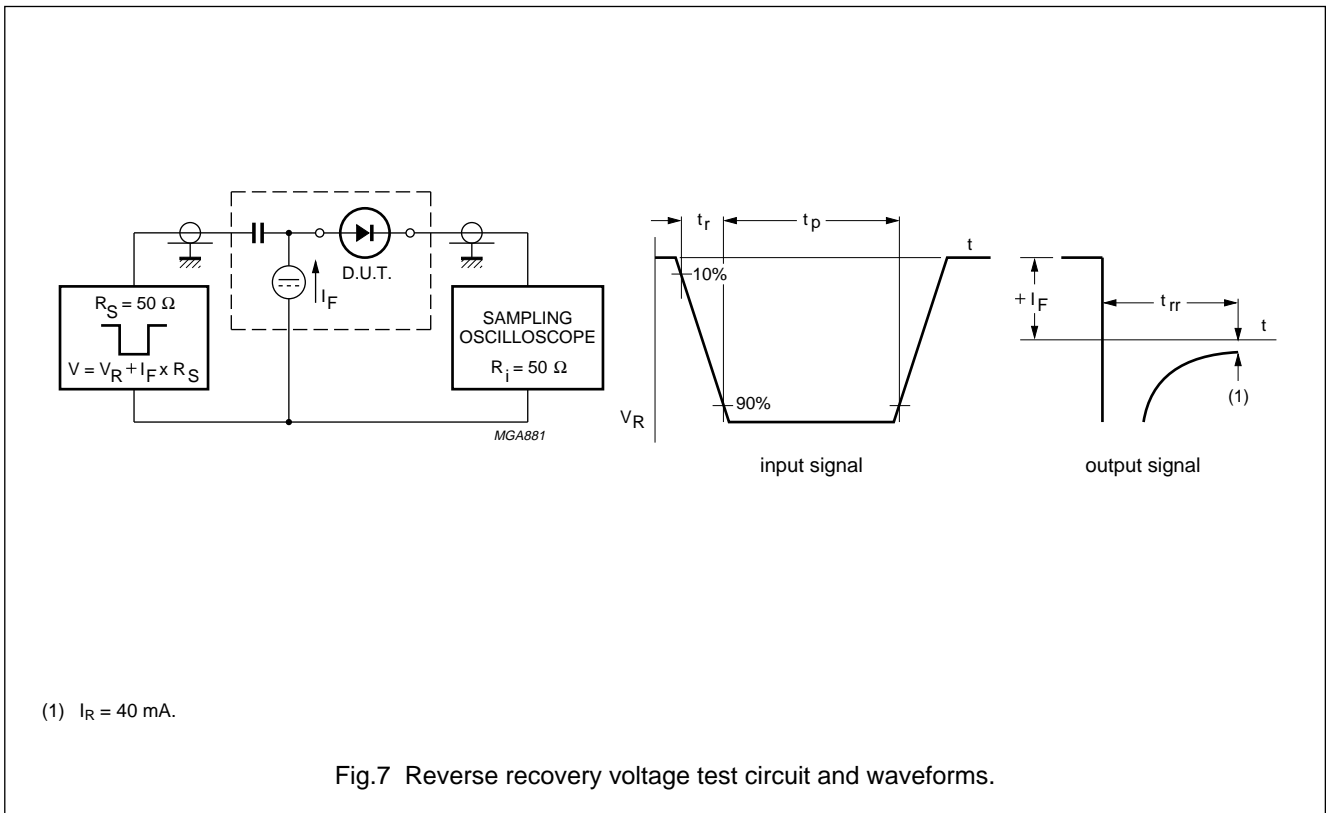 R_S = 50 Ω
V = V_R + I_F x R_S
I_F
D.U.T.
SAMPLING
OSCILLOSCOPE
R_i = 50 Ω
MGA881
t_r
t_p
t
10%
90%
V_R
input signal
+ I_F
t_rr
t
(1)
output signal
(1) I_R = 40 mA.
Fig.7 Reverse recovery voltage test circuit and waveforms.